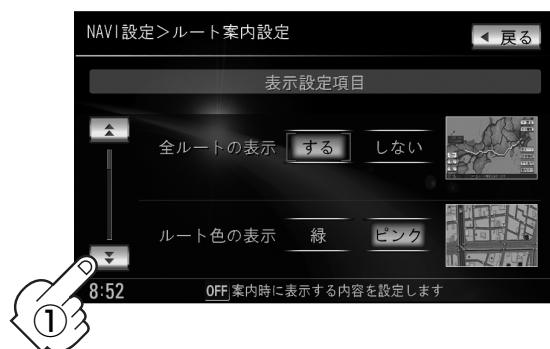 NAVI設定＞ルート案内設定
戻る
表示設定項目
全ルートの表示 する しない
ルート色の表示 緑 ピンク
8:52 OFF 案内時に表示する内容を設定します
1